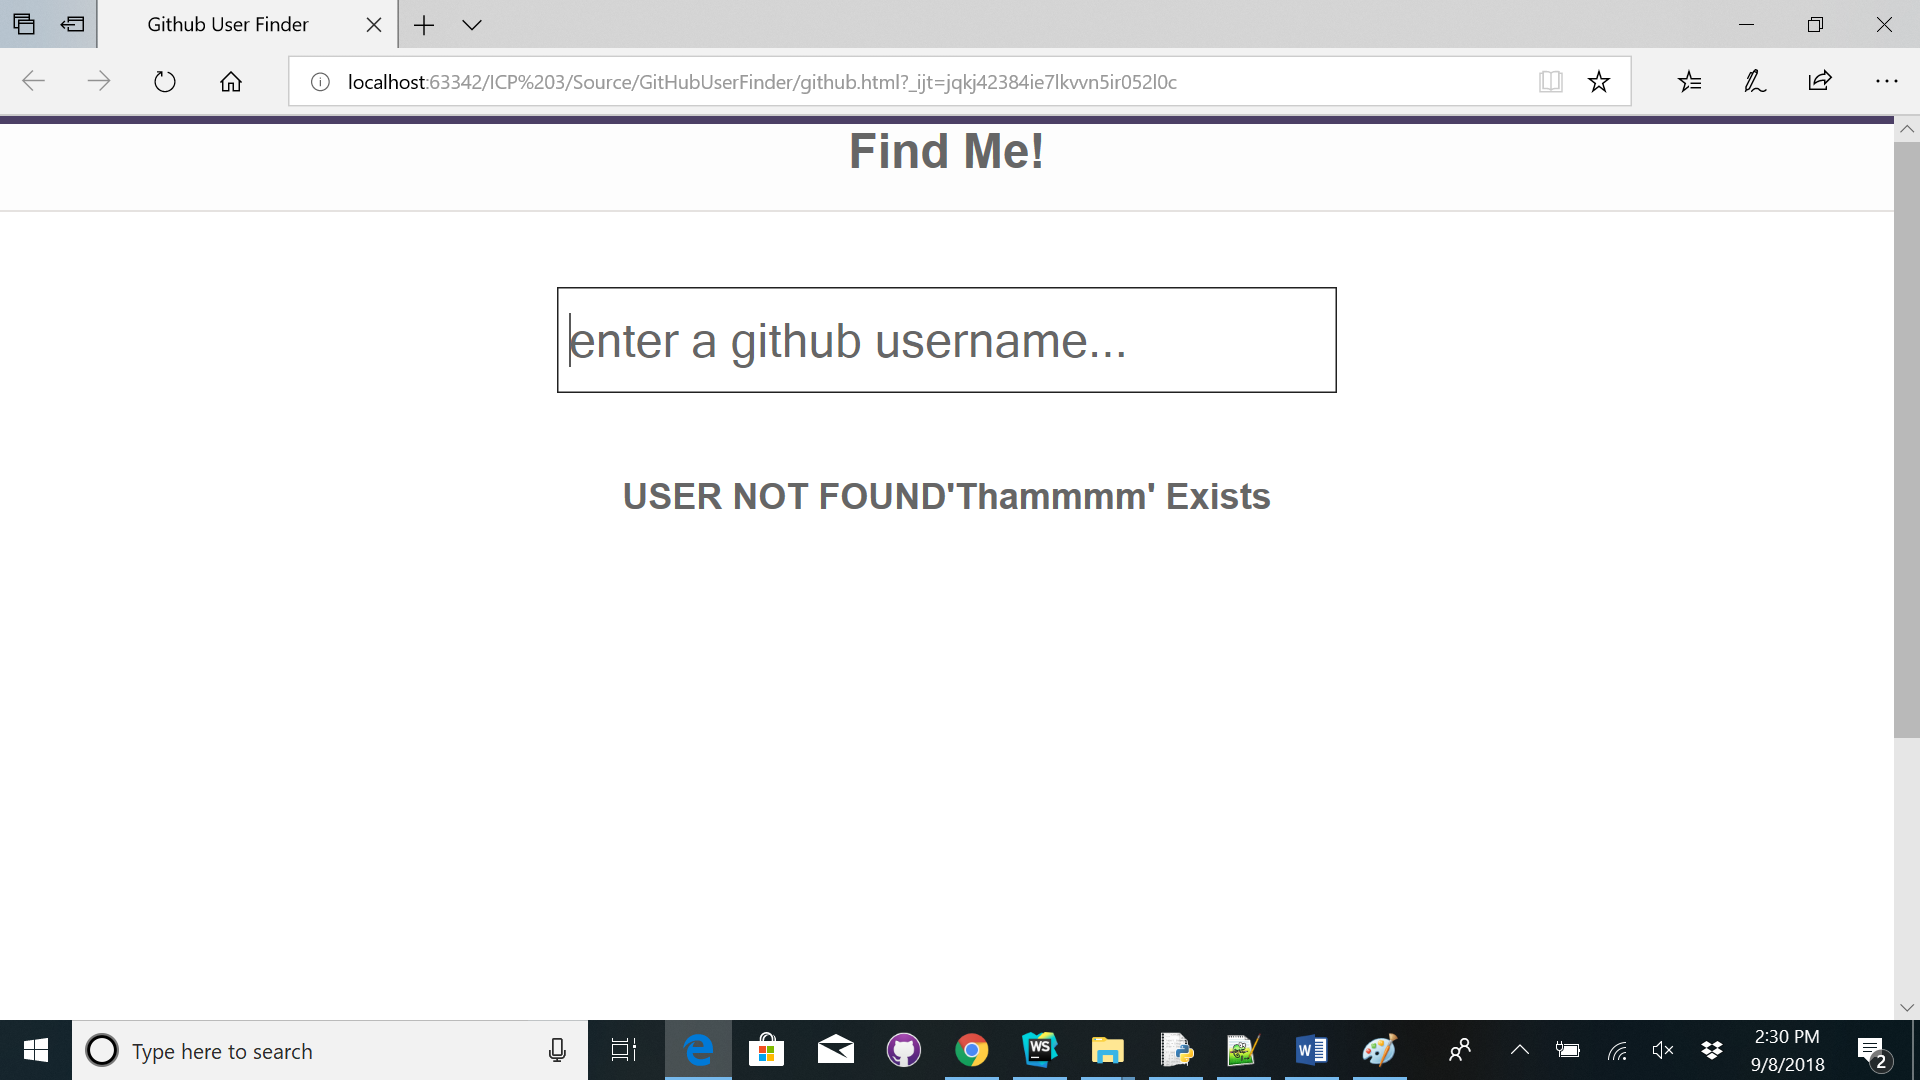 Github User Finder
localhost:63342/ICP%203/Source/GitHubUserFinder/github.html?_ijt=jqkj42384ie7lkvvn5ir052l0c
Find Me!
enter a github username...
USER NOT FOUND'Thammmm' Exists
Type here to search
WS
W
2:30 PM
9/8/2018
2